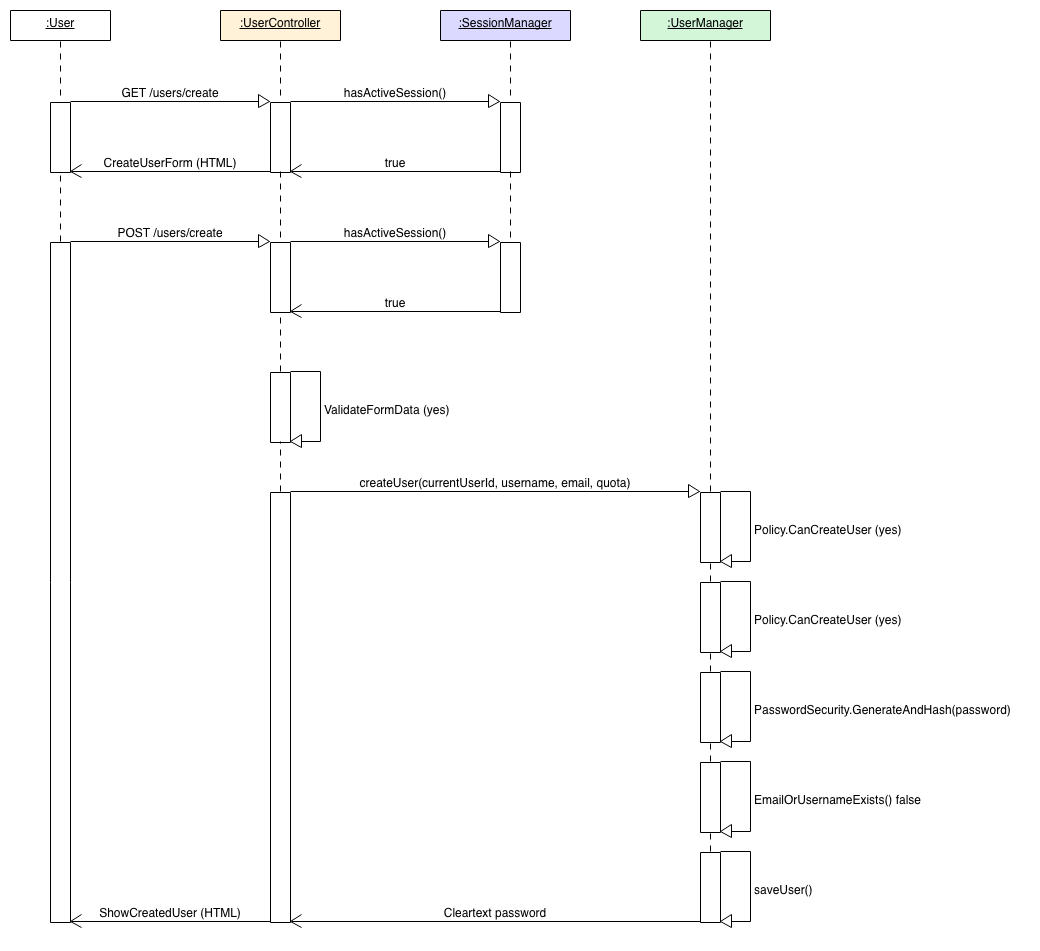 :User
:UserController
:SessionManager
:UserManager
GET /users/create
hasActiveSession()
CreateUserForm (HTML)
true
POST /users/create
hasActiveSession()
true
ValidateFormData (yes)
createUser(currentUserId, username, email, quota)
Policy.CanCreateUser (yes)
Policy.CanCreateUser (yes)
PasswordSecurity.GenerateAndHash(password)
EmailOrUsernameExists() false
saveUser()
ShowCreatedUser (HTML)
Cleartext password